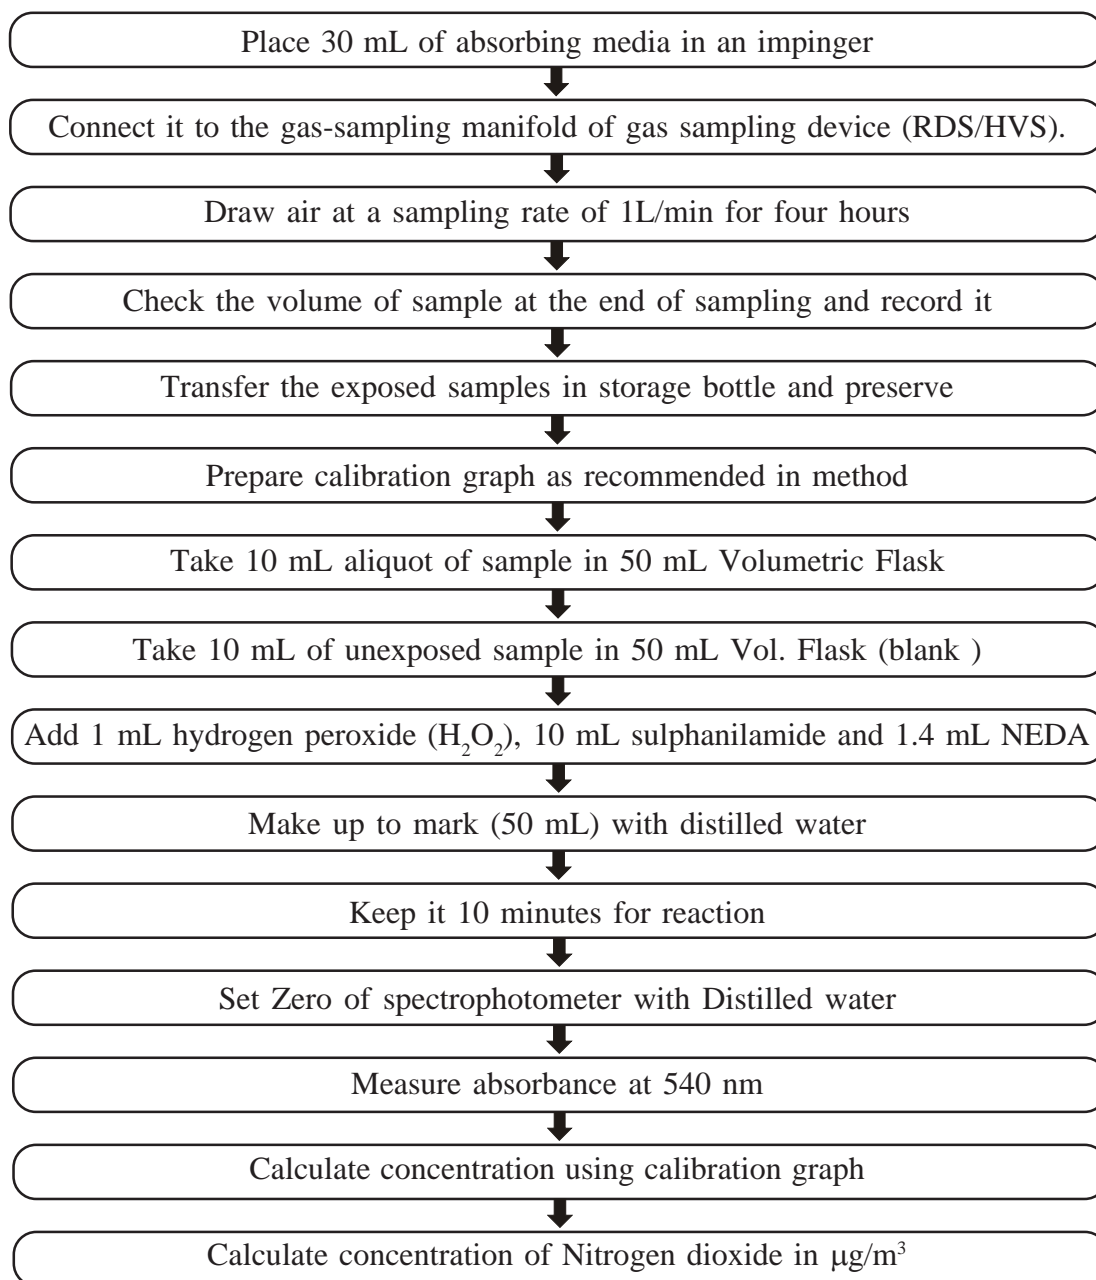 Place 30 mL of absorbing media in an impinger
Connect it to the gas-sampling manifold of gas sampling device (RDS/HVS).
Draw air at a sampling rate of 1L/min for four hours
Check the volume of sample at the end of sampling and record it
Transfer the exposed samples in storage bottle and preserve
Prepare calibration graph as recommended in method
Take 10 mL aliquot of sample in 50 mL Volumetric Flask
Take 10 mL of unexposed sample in 50 mL Vol. Flask (blank )
Add 1 mL hydrogen peroxide (H₂O₂), 10 mL sulphanilamide and 1.4 mL NEDA
Make up to mark (50 mL) with distilled water
Keep it 10 minutes for reaction
Set Zero of spectrophotometer with Distilled water
Measure absorbance at 540 nm
Calculate concentration using calibration graph
Calculate concentration of Nitrogen dioxide in μg/m³